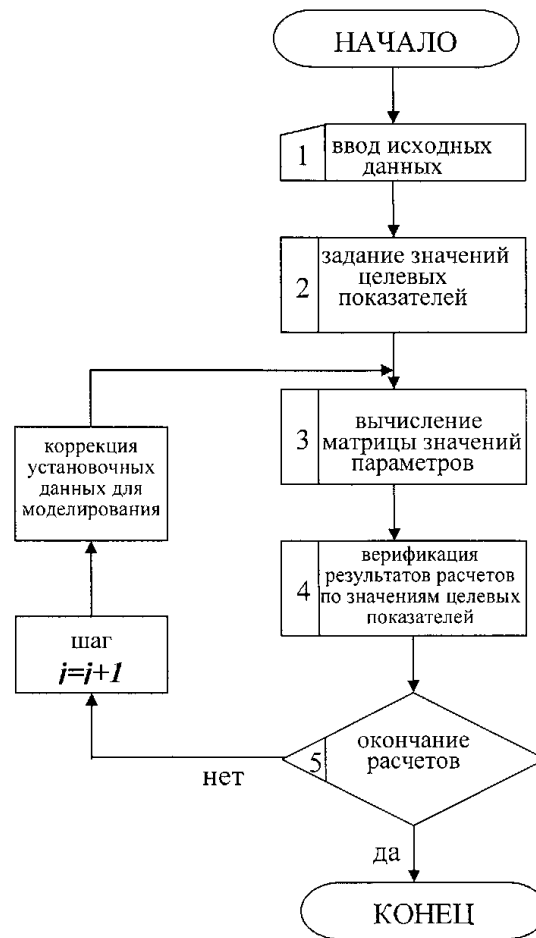 НАЧАЛО
1
ввод исходных
данных
2
задание значений
целевых
показателей
3
вычисление
матрицы значений
параметров
коррекция
установочных
данных для
моделирования
4
верификация
результатов расчетов
по значениям целевых
показателей
шаг
j=j+1
5
окончание
расчетов
нет
да
КОНЕЦ